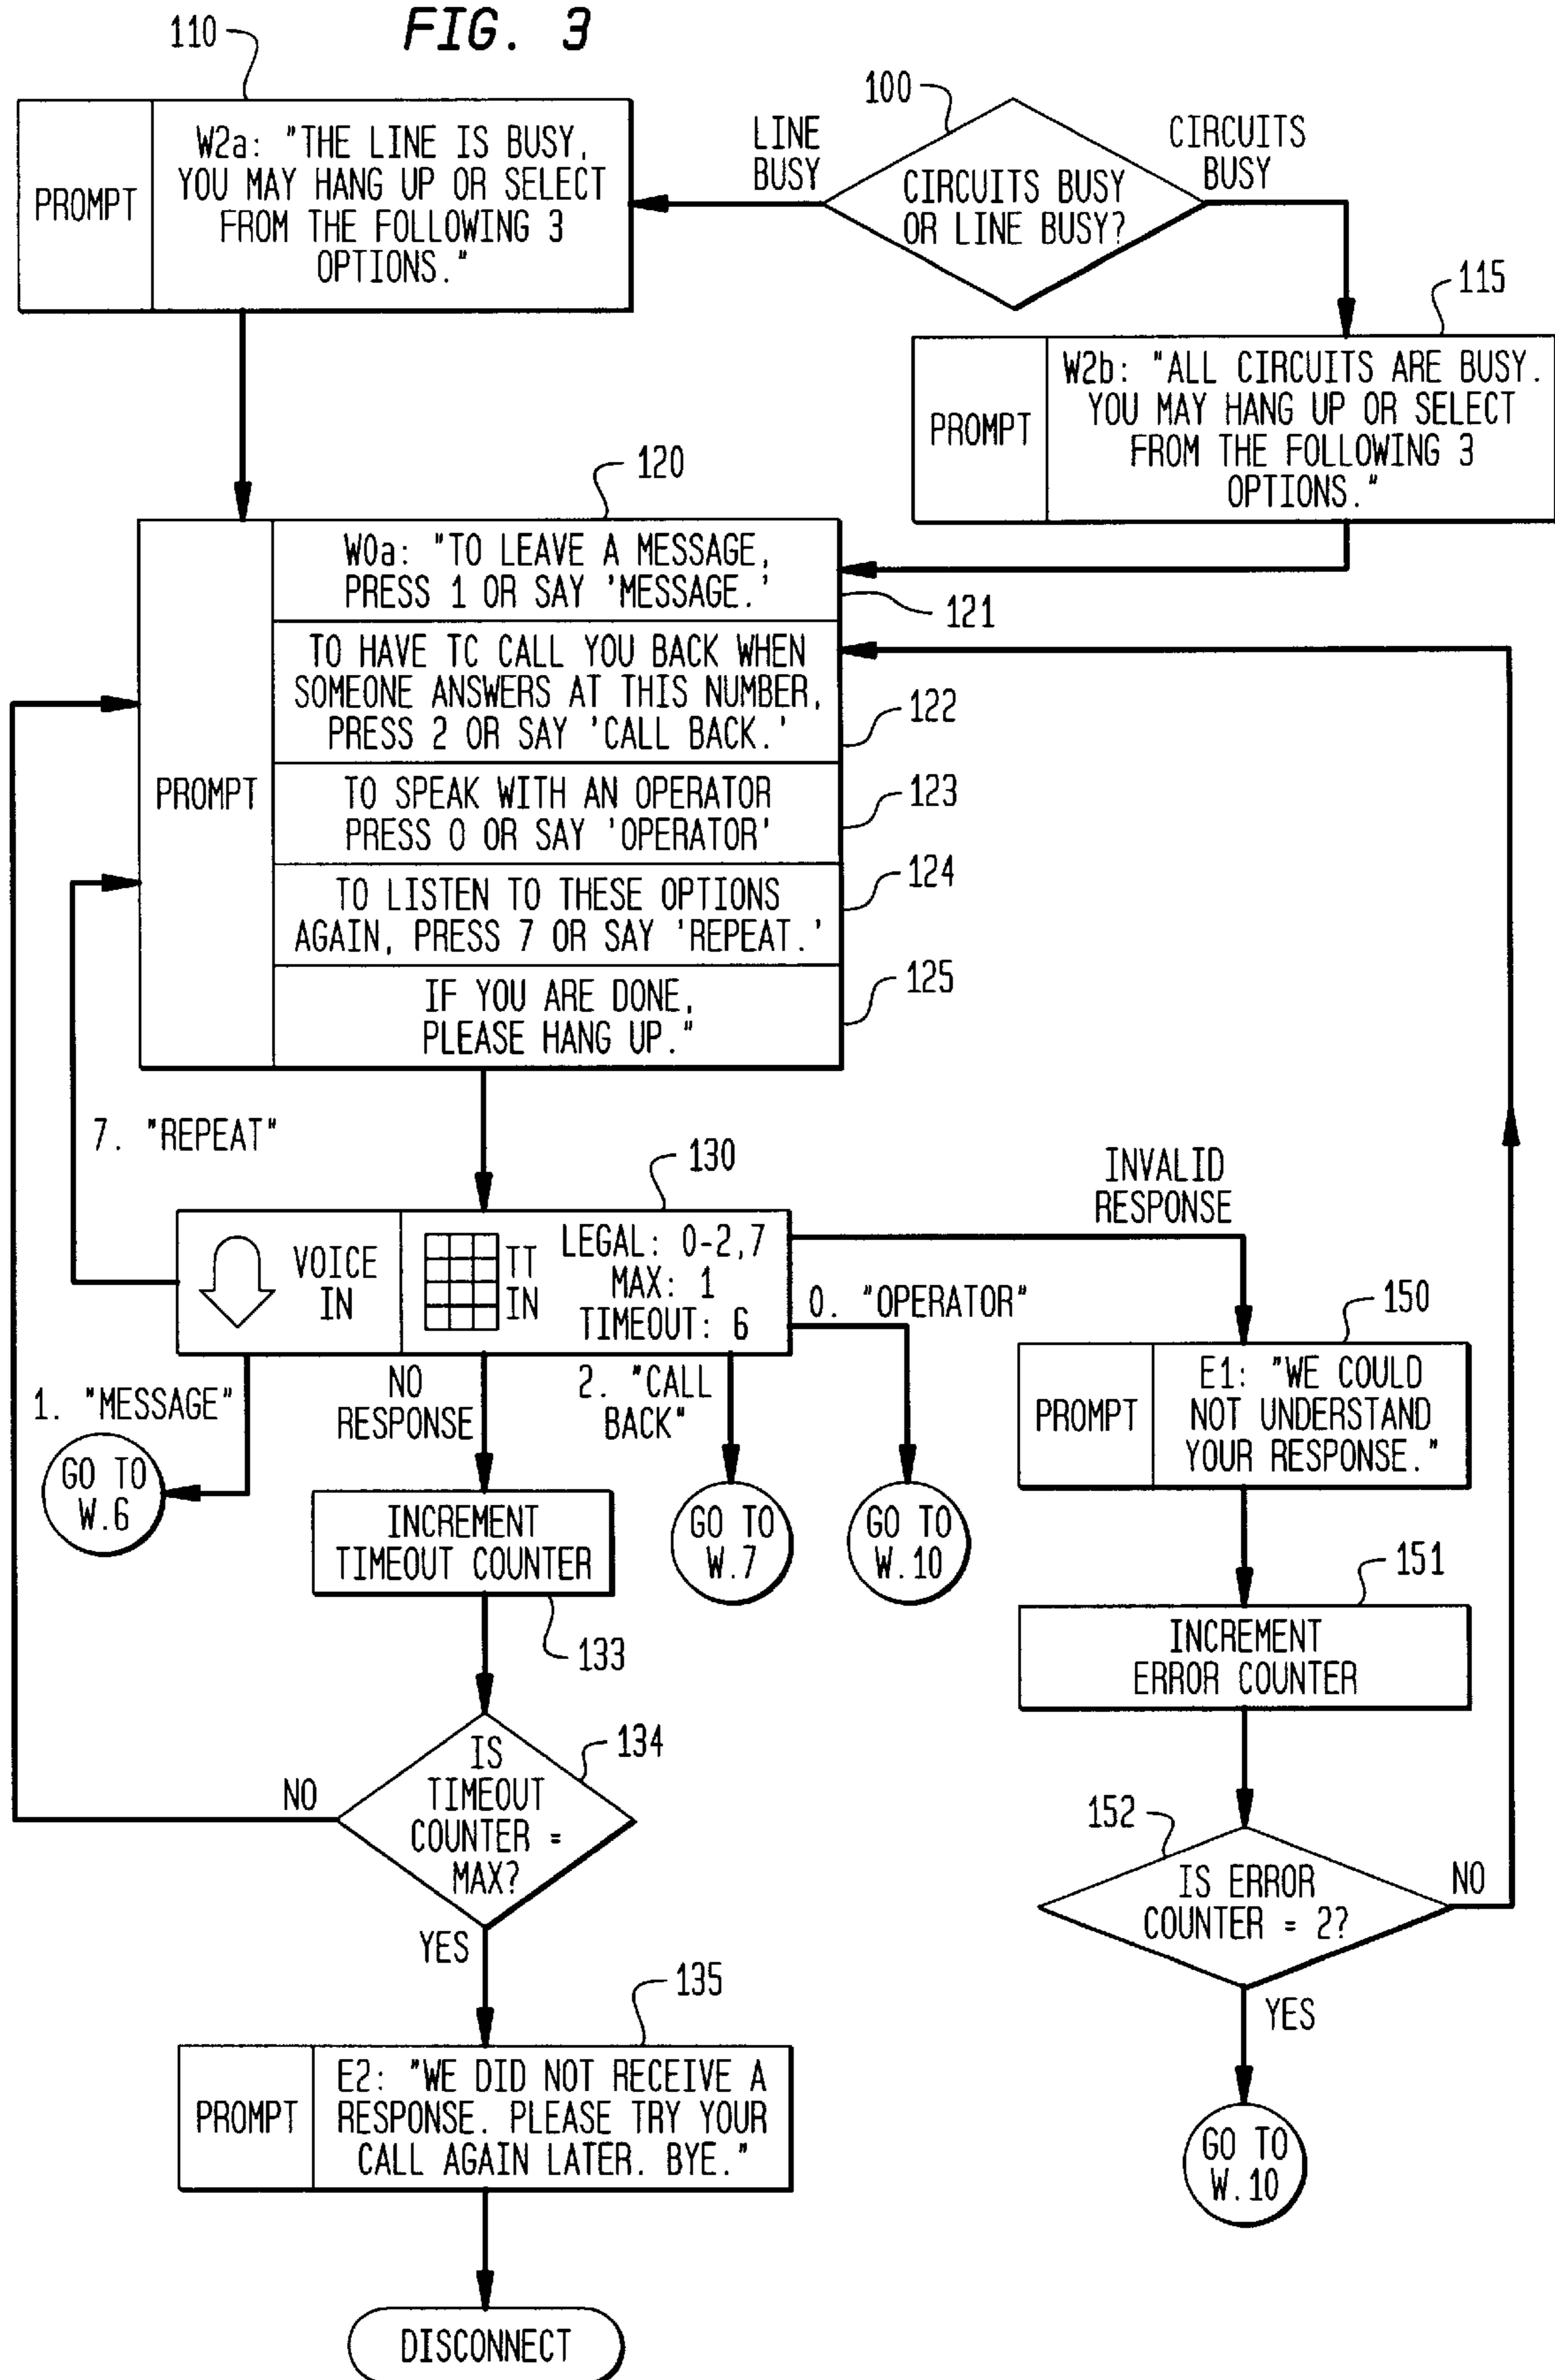 FIG. 3
110
100
LINE
BUSY
CIRCUITS
BUSY
PROMPT
W2a: "THE LINE IS BUSY,
YOU MAY HANG UP OR SELECT
FROM THE FOLLOWING 3
OPTIONS."
CIRCUITS BUSY
OR LINE BUSY?
115
PROMPT
W2b: "ALL CIRCUITS ARE BUSY.
YOU MAY HANG UP OR SELECT
FROM THE FOLLOWING 3
OPTIONS."
120
PROMPT
W0a: "TO LEAVE A MESSAGE,
PRESS 1 OR SAY 'MESSAGE.'
121
TO HAVE TC CALL YOU BACK WHEN
SOMEONE ANSWERS AT THIS NUMBER,
PRESS 2 OR SAY 'CALL BACK.'
122
TO SPEAK WITH AN OPERATOR
PRESS 0 OR SAY 'OPERATOR'
123
TO LISTEN TO THESE OPTIONS
AGAIN, PRESS 7 OR SAY 'REPEAT.'
124
IF YOU ARE DONE,
PLEASE HANG UP."
125
7. "REPEAT"
130
VOICE
IN
TT
IN
LEGAL: 0-2,7
MAX: 1
TIMEOUT: 6
INVALID
RESPONSE
0. "OPERATOR"
150
PROMPT
E1: "WE COULD
NOT UNDERSTAND
YOUR RESPONSE."
1. "MESSAGE"
NO
RESPONSE
2. "CALL
BACK"
GO TO
W.6
INCREMENT
TIMEOUT COUNTER
133
GO TO
W.7
GO TO
W.10
151
INCREMENT
ERROR COUNTER
134
IS
TIMEOUT
COUNTER =
MAX?
NO
YES
152
IS ERROR
COUNTER = 2?
NO
YES
135
PROMPT
E2: "WE DID NOT RECEIVE A
RESPONSE. PLEASE TRY YOUR
CALL AGAIN LATER. BYE."
GO TO
W.10
DISCONNECT